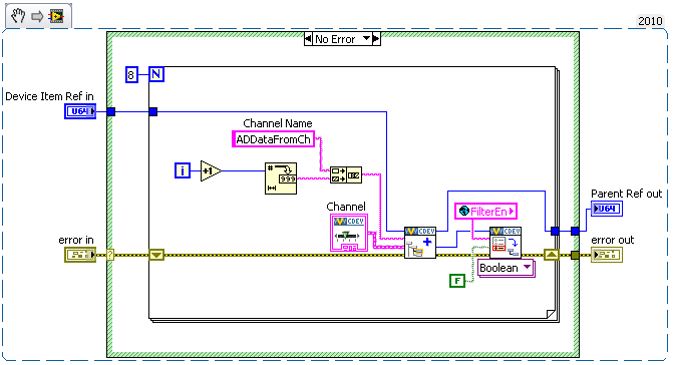 2010
No Error
8
N
Device Item Ref in
U64
Channel Name
ADDataFromCh
i
+1
#
999
Channel
CDEV
CDEV
CDEV
FilterEn
Parent Ref out
U64
error in
?
error out
Boolean
F